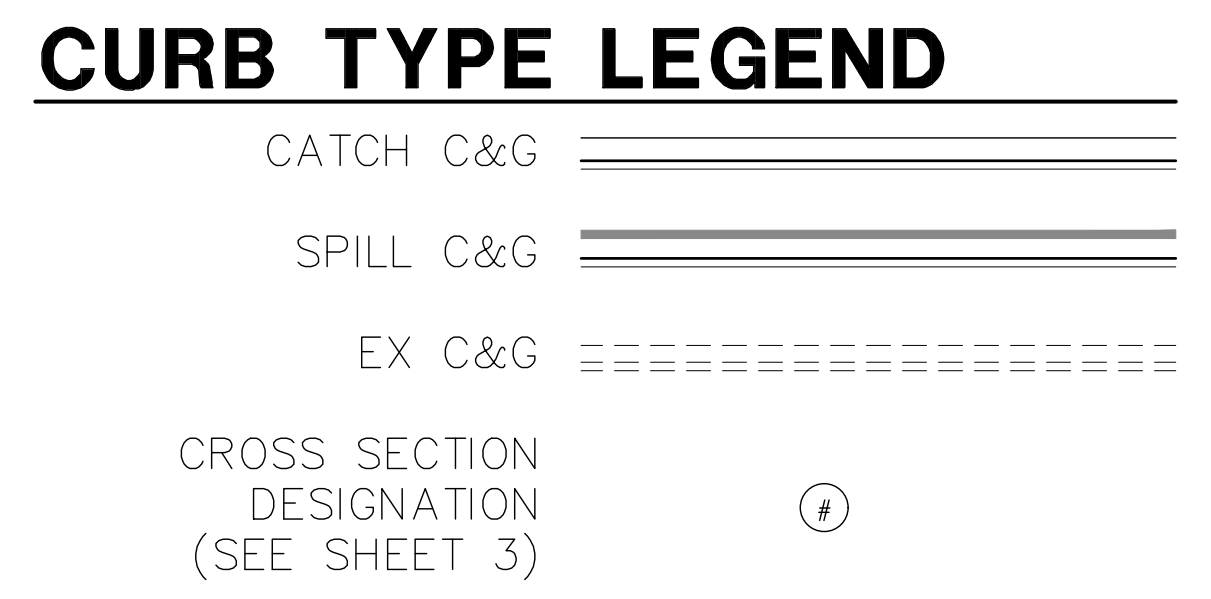 CURB TYPE LEGEND
CATCH C&G
SPILL C&G
EX C&G
CROSS SECTION
DESIGNATION
(SEE SHEET 3)
#